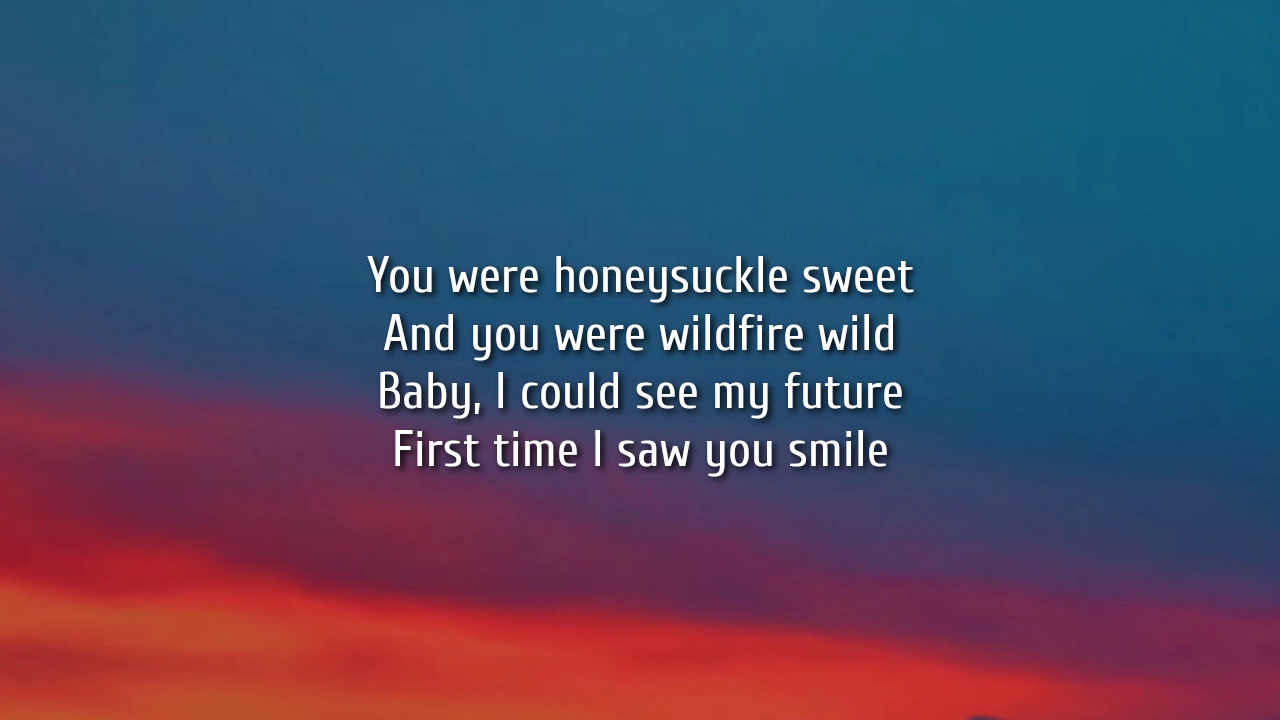 You were honeysuckle sweet
And you were wildfire wild
Baby, I could see my future
First time I saw you smile